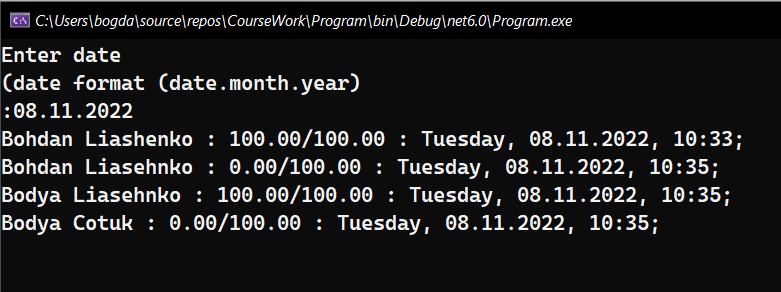 C:\Users\bogda\source\repos\CourseWork\Program\bin\Debug\net6.0\Program.exe
Enter date
(date format (date.month.year)
:08.11.2022
Bohdan Liashenko : 100.00/100.00 : Tuesday, 08.11.2022, 10:33;
Bohdan Liasehnko : 0.00/100.00 : Tuesday, 08.11.2022, 10:35;
Bodya Liasehnko : 100.00/100.00 : Tuesday, 08.11.2022, 10:35;
Bodya Cotuk : 0.00/100.00 : Tuesday, 08.11.2022, 10:35;